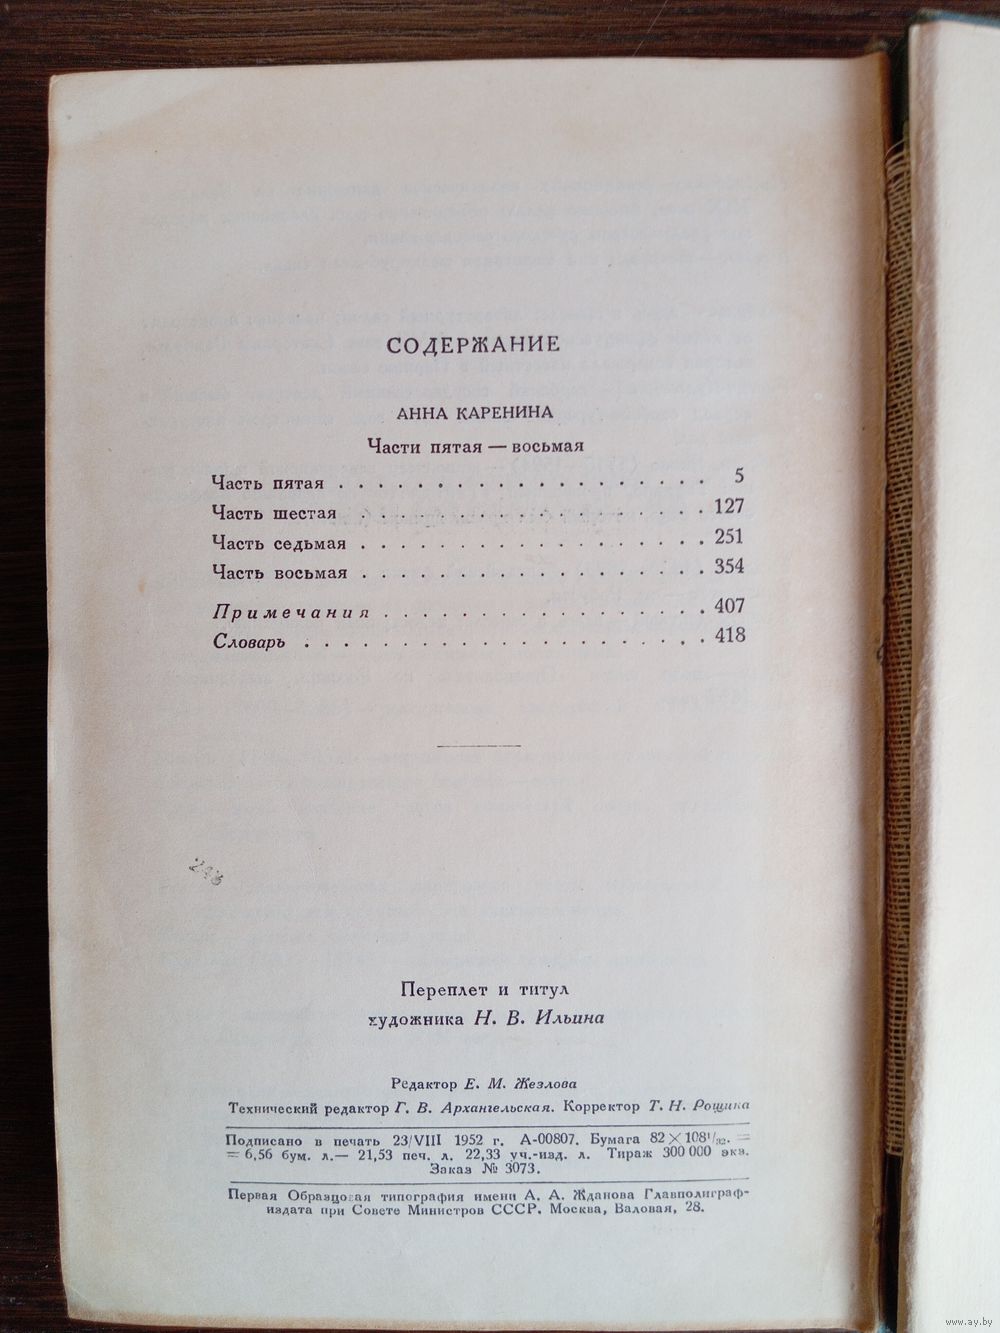 СОДЕРЖАНИЕ
АННА КАРЕНИНА
Части пятая — восьмая
Часть пятая . . . . . . . . . . . . . . . . . . . 5
Часть шестая . . . . . . . . . . . . . . . . . . 127
Часть седьмая . . . . . . . . . . . . . . . . . . 251
Часть восьмая . . . . . . . . . . . . . . . . . . 354
Примечания . . . . . . . . . . . . . . . . . 407
Словарь . . . . . . . . . . . . . . . . . . . . 418
Переплет и титул
художника Н. В. Ильина
Редактор Е. М. Жезлова
Технический редактор Г. В. Архангельская. Корректор Т. Н. Рощина
Подписано в печать 23/VIII 1952 г. А-00807. Бумага 82×108¹/₃₂. =
= 6,56 бум. л.— 21,53 печ. л. 22,33 уч.-изд. л. Тираж 300 000 экз.
Заказ № 3073.
Первая Образцовая типография имени А. А. Жданова Главполиграф-
издата при Совете Министров СССР. Москва, Валовая, 28.
www.ay.by